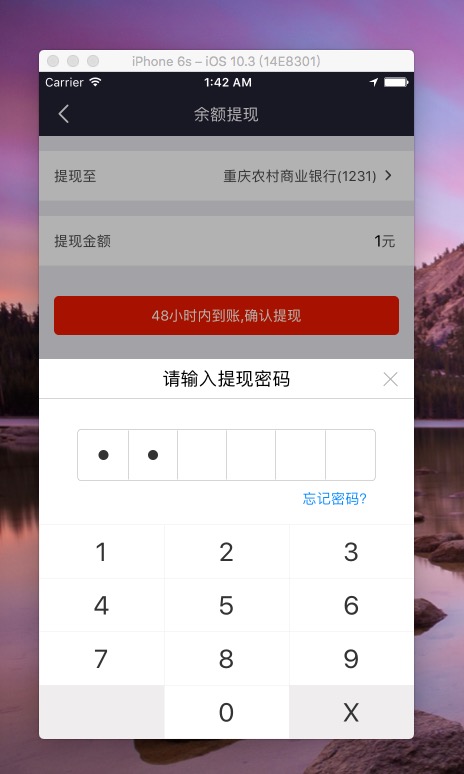 iPhone 6s – iOS 10.3 (14E8301)
Carrier 1:42 AM
余额提现
提现至 重庆农村商业银行(1231)
提现金额 1元
48小时内到账,确认提现
请输入提现密码
忘记密码?
1 2 3
4 5 6
7 8 9
0 X